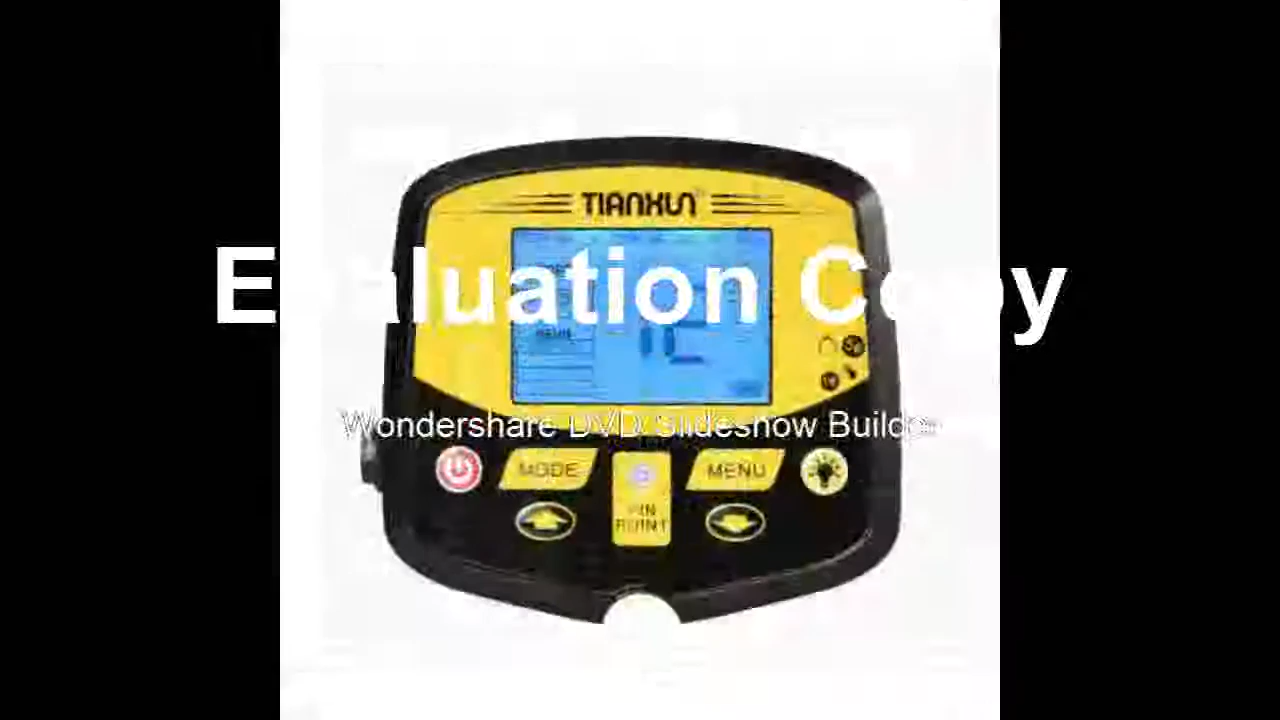 TIANXUN
Evaluation Copy
Wondershare DVD Slideshow Builder
MODE
MENU
PIN
POINT